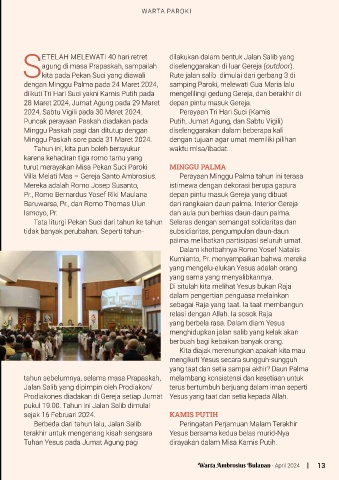 WARTA PAROKI
SETELAH MELEWATI 40 hari retret
agung di masa Prapaskah, sampailah
kita pada Pekan Suci yang diawali
dengan Minggu Palma pada 24 Maret 2024,
diikuti Tri Hari Suci yakni Kamis Putih pada
28 Maret 2024, Jumat Agung pada 29 Maret
2024, Sabtu Vigili pada 30 Maret 2024.
Puncak perayaan Paskah diadakan pada
Minggu Paskah pagi dan ditutup dengan
Minggu Paskah sore pada 31 Maret 2024.
Tahun ini, kita pun boleh bersyukur
karena kehadiran tiga romo tamu yang
turut merayakan Misa Pekan Suci Paroki
Villa Melati Mas – Gereja Santo Ambrosius.
Mereka adalah Romo Josep Susanto,
Pr., Romo Bernardus Yosef Riki Maulana
Baruwarsa, Pr., dan Romo Thomas Ulun
Ismoyo, Pr.
Tata liturgi Pekan Suci dari tahun ke tahun
tidak banyak perubahan. Seperti tahun-
tahun sebelumnya, selama masa Prapaskah,
Jalan Salib yang dipimpin oleh Prodiakon/
Prodiakones diadakan di Gereja setiap Jumat
pukul 19.00. Tahun ini Jalan Salib dimulai
sejak 16 Februari 2024.
Berbeda dari tahun lalu, Jalan Salib
terakhir untuk mengenang kisah sengsara
Tuhan Yesus pada Jumat Agung pagi
dilakukan dalam bentuk Jalan Salib yang
diselenggarakan di luar Gereja (outdoor).
Rute jalan salib dimulai dari gerbang 3 di
samping Paroki, melewati Gua Maria lalu
mengelilingi gedung Gereja, dan berakhir di
depan pintu masuk Gereja.
Perayaan Tri Hari Suci (Kamis
Putih, Jumat Agung, dan Sabtu Vigili)
diselenggarakan dalam beberapa kali
dengan tujuan agar umat memiliki pilihan
waktu misa/ibadat.
MINGGU PALMA
Perayaan Minggu Palma tahun ini terasa
istimewa dengan dekorasi berupa gapura
depan pintu masuk Gereja yang dibuat
dari rangkaian daun palma. Interior Gereja
dan aula pun berhias daun-daun palma.
Selaras dengan semangat solidaritas dan
subsidiaritas, pengumpulan daun-daun
palma melibatkan partisipasi seluruh umat.
Dalam khotbahnya Romo Yosef Natalis
Kurnianto, Pr. menyampaikan bahwa mereka
yang mengelu-elukan Yesus adalah orang
yang sama yang menyalibkannya.
Di situlah kita melihat Yesus bukan Raja
dalam pengertian penguasa melainkan
sebagai Raja yang taat. Ia taat membangun
relasi dengan Allah. Ia sosok Raja
yang berbela rasa. Dalam diam Yesus
menghidupkan jalan salib yang kelak akan
berbuah bagi kebaikan banyak orang.
Kita diajak merenungkan apakah kita mau
mengikuti Yesus secara sungguh-sungguh
yang taat dan setia sampai akhir? Daun Palma
melambang konsistensi dan kesetiaan untuk
terus bertumbuh berjuang dalam iman seperti
Yesus yang taat dan setia kepada Allah.
KAMIS PUTIH
Peringatan Perjamuan Malam Terakhir
Yesus bersama kedua belas murid-Nya
dirayakan dalam Misa Kamis Putih.
Warta Ambrosius Bulanan - April 2024 | 13